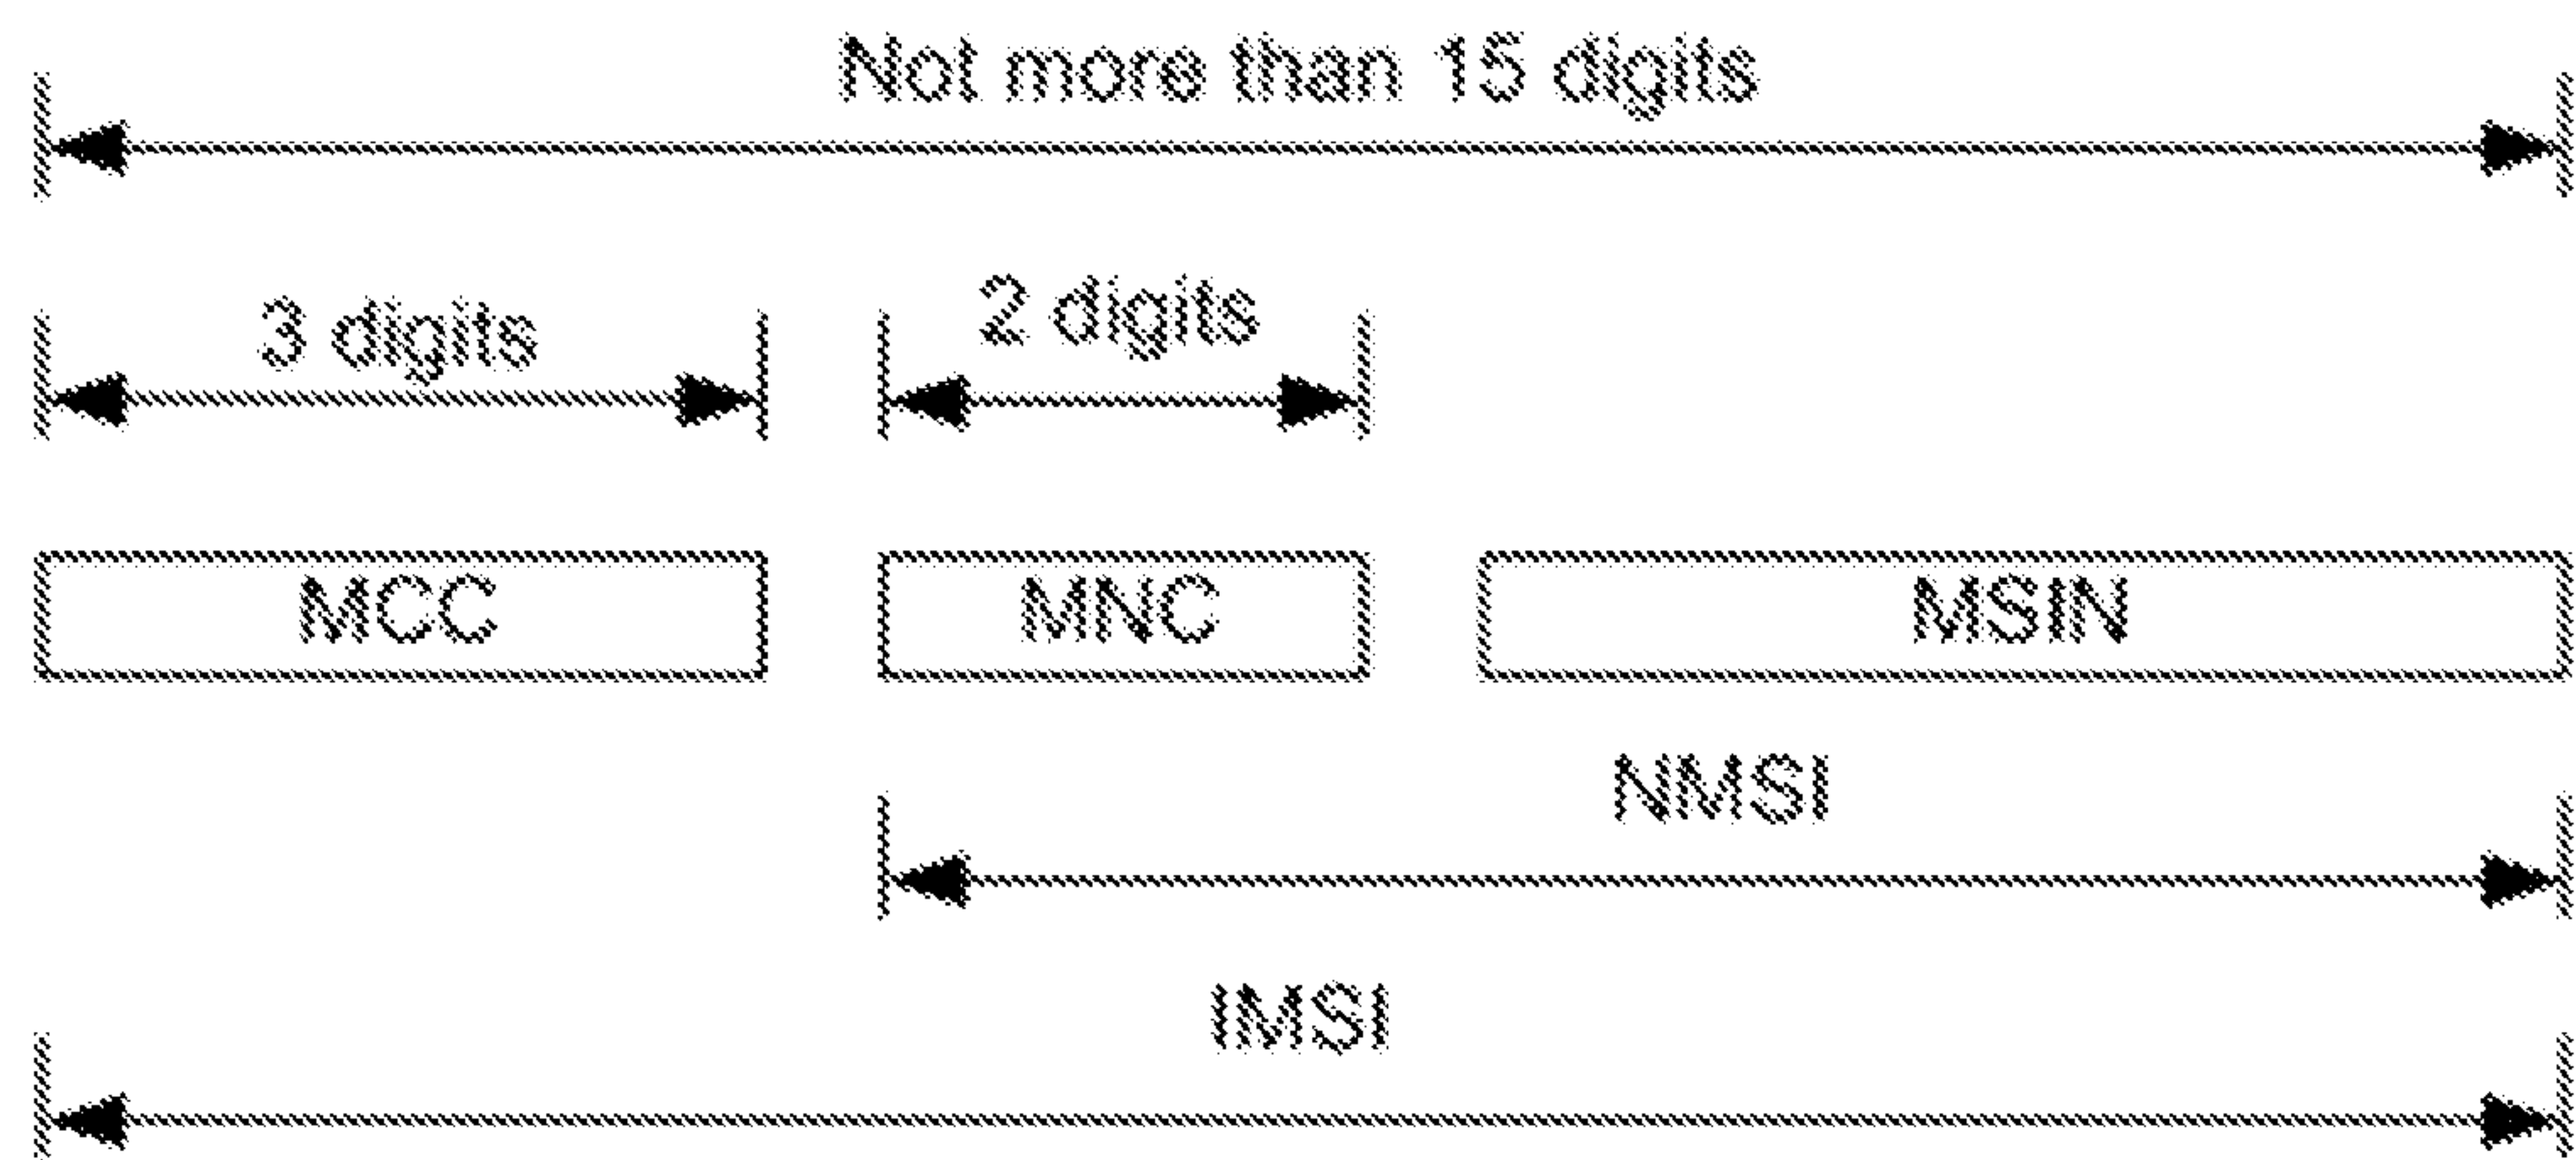 Not more than 15 digits
3 digits
2 digits
MCC
MNC
MSIN
NMSI
IMSI